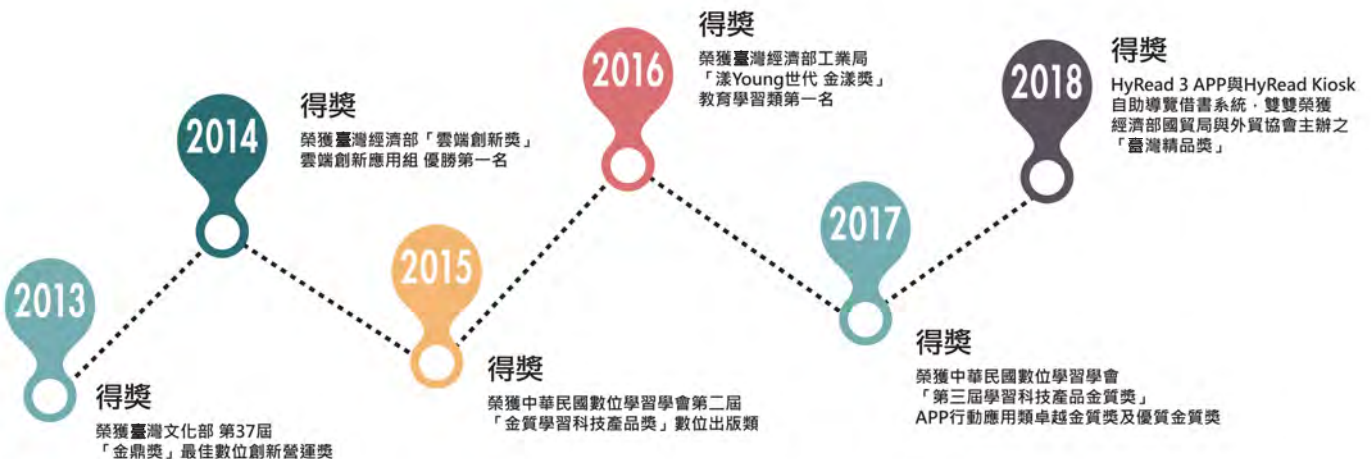 2013
得獎
榮獲臺灣文化部 第37屆
「金鼎獎」最佳數位創新營運獎
2014
得獎
榮獲臺灣經濟部「雲端創新獎」
雲端創新應用組 優勝第一名
2015
得獎
榮獲中華民國數位學習學會第二屆
「金質學習科技產品獎」數位出版類
2016
得獎
榮獲臺灣經濟部工業局
「漾Young世代 金漾獎」
教育學習類第一名
2017
得獎
榮獲中華民國數位學習學會
「第三屆學習科技產品金質獎」
APP行動應用類卓越金質獎及優質金質獎
2018
得獎
HyRead 3 APP與HyRead Kiosk
自助導覽借書系統，雙雙榮獲
經濟部國貿局與外貿協會主辦之
「臺灣精品獎」